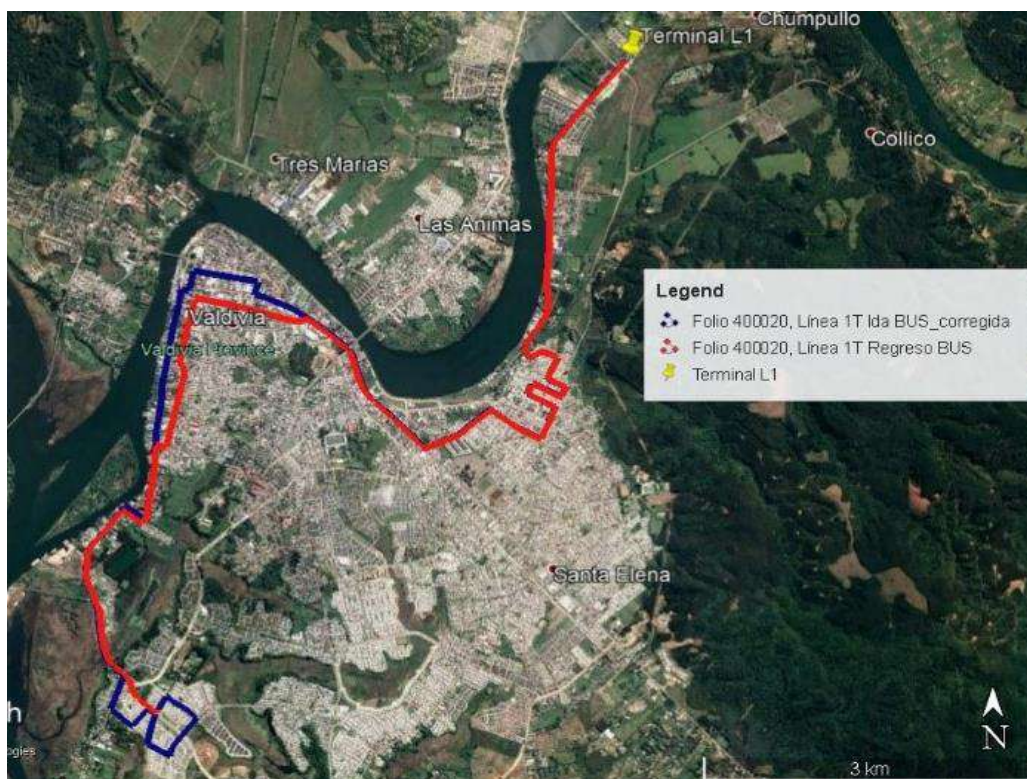 Chumpullo
Terminal L1
Collico
Tres Marias
Las Animas
Legend
Folio 400020, Línea 1T Ida BUS_corregida
Folio 400020, Línea 1T Regreso BUS
Terminal L1
Valdivia
Valdivia Province
Santa Elena
h
N
ogies
3 km